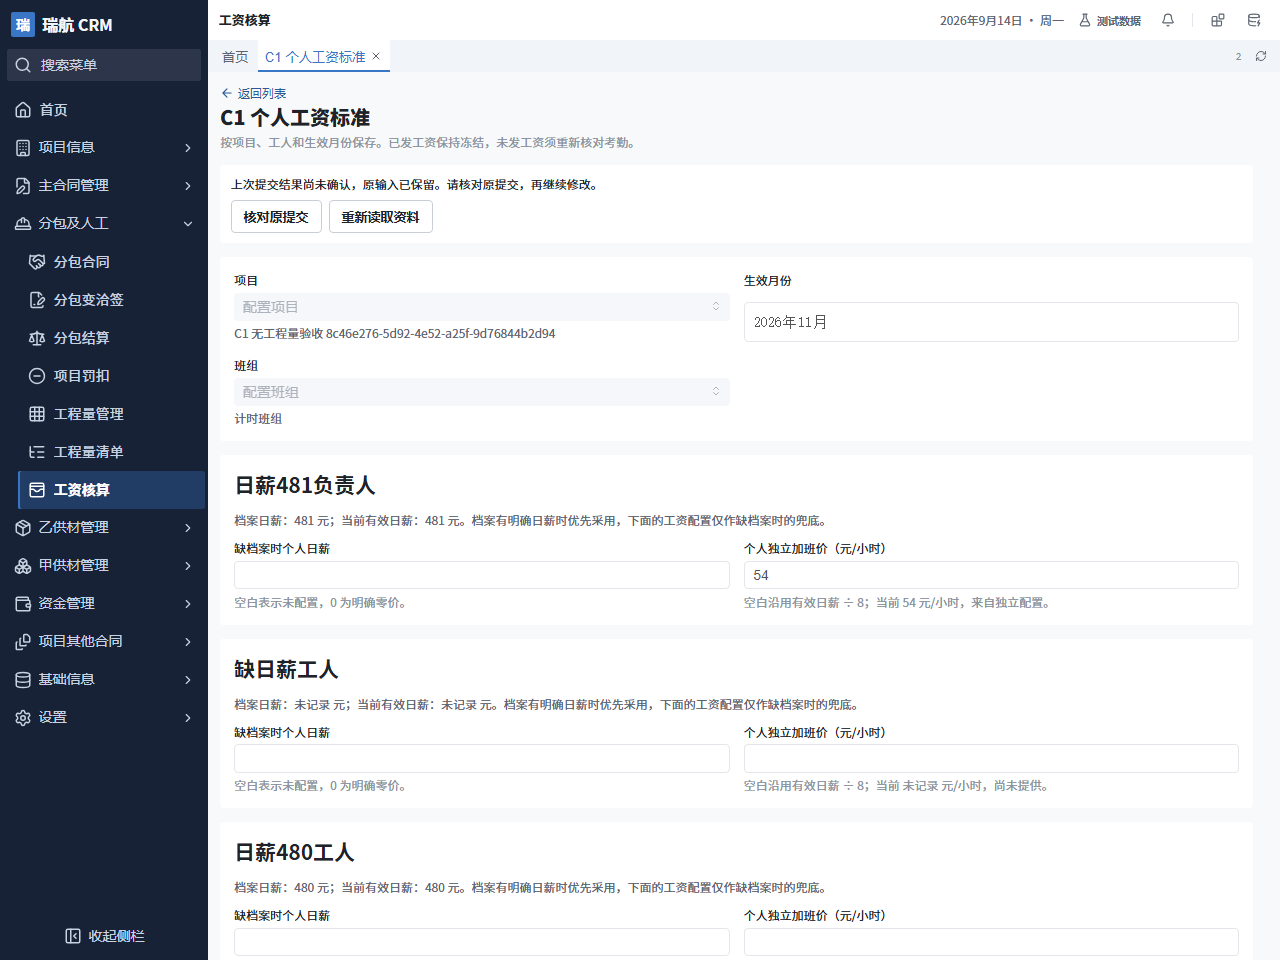 瑞 瑞航 CRM
搜索菜单
首页
项目信息
主合同管理
分包及人工
分包合同
分包变洽签
分包结算
项目罚扣
工程量管理
工程量清单
工资核算
乙供材管理
甲供材管理
资金管理
项目其他合同
基础信息
设置
收起侧栏
工资核算
2026年9月14日 · 周一 测试数据
首页 C1 个人工资标准 2
返回列表
C1 个人工资标准
按项目、工人和生效月份保存。已发工资保持冻结，未发工资须重新核对考勤。
上次提交结果尚未确认，原输入已保留。请核对原提交，再继续修改。
核对原提交 重新读取资料
项目 生效月份
配置项目
2026年11月
C1 无工程量验收 8c46e276-5d92-4e52-a25f-9d76844b2d94
班组
配置班组
计时班组
日薪481负责人
档案日薪：481 元；当前有效日薪：481 元。档案有明确日薪时优先采用，下面的工资配置仅作缺档案时的兜底。
缺档案时个人日薪 个人独立加班价（元/小时）
54
空白表示未配置，0 为明确零价。 空白沿用有效日薪 ÷ 8；当前 54 元/小时，来自独立配置。
缺日薪工人
档案日薪：未记录 元；当前有效日薪：未记录 元。档案有明确日薪时优先采用，下面的工资配置仅作缺档案时的兜底。
缺档案时个人日薪 个人独立加班价（元/小时）
空白表示未配置，0 为明确零价。 空白沿用有效日薪 ÷ 8；当前 未记录 元/小时，尚未提供。
日薪480工人
档案日薪：480 元；当前有效日薪：480 元。档案有明确日薪时优先采用，下面的工资配置仅作缺档案时的兜底。
缺档案时个人日薪 个人独立加班价（元/小时）